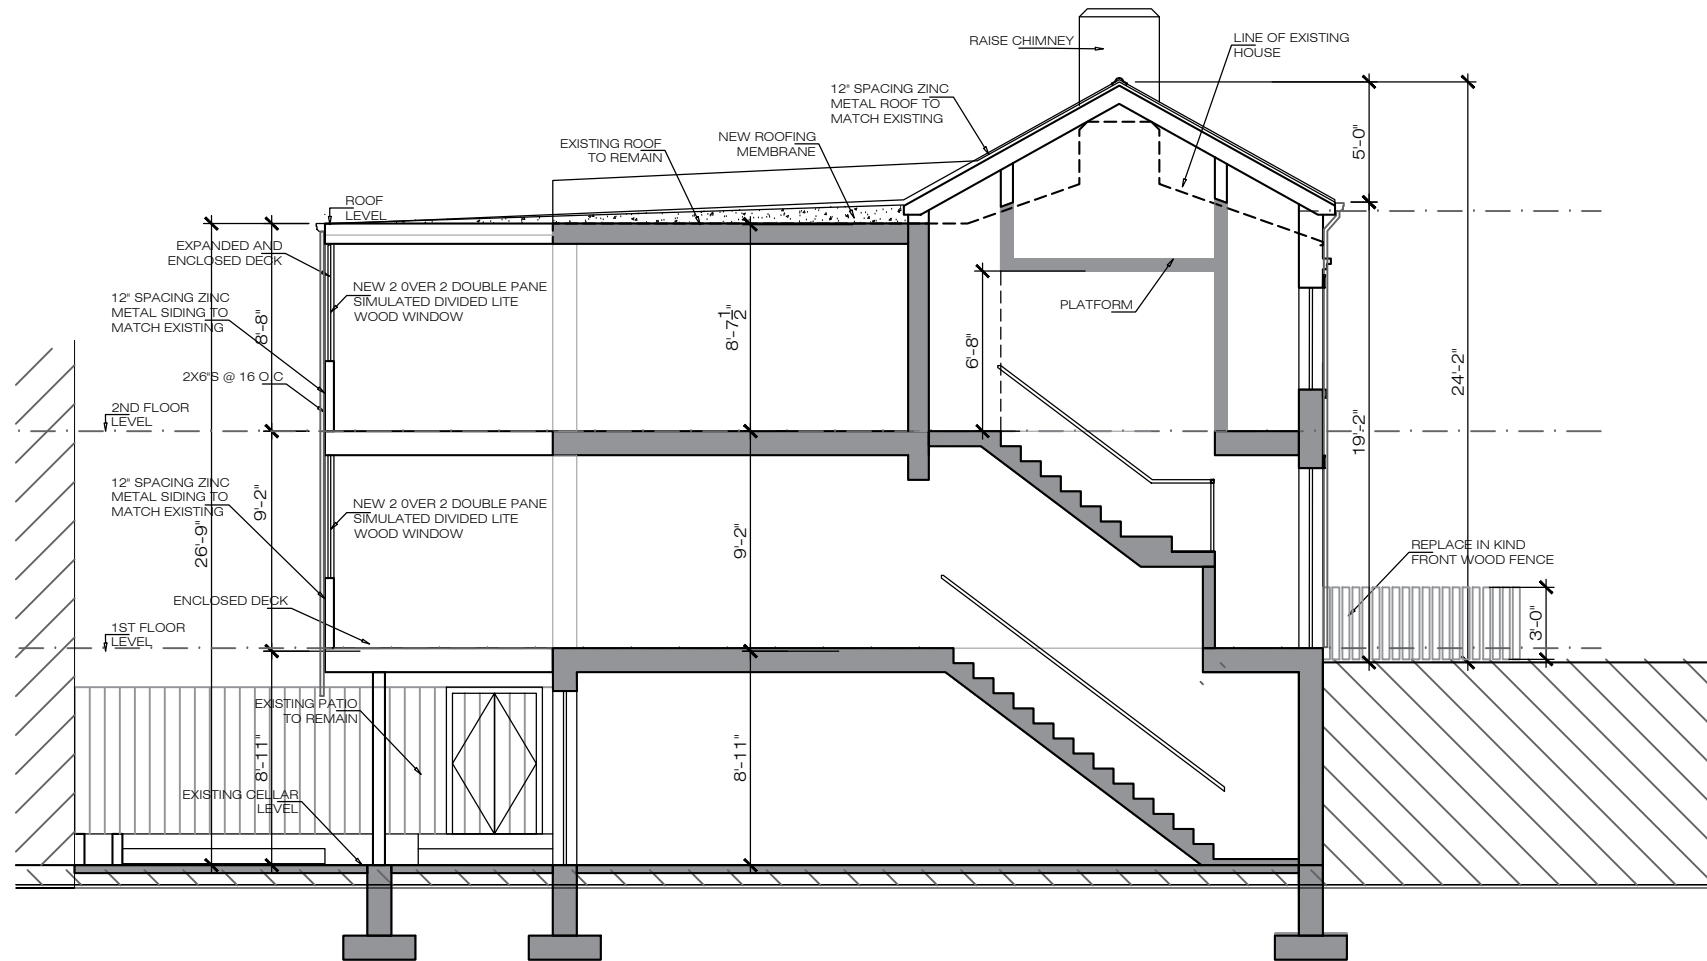 RAISE CHIMNEY
LINE OF EXISTING
HOUSE
12" SPACING ZINC
METAL ROOF TO
MATCH EXISTING
NEW ROOFING
MEMBRANE
EXISTING ROOF
TO REMAIN
5'-0"
ROOF
LEVEL
EXPANDED AND
ENCLOSED DECK
12" SPACING ZINC
METAL SIDING TO
MATCH EXISTING
8'-8"
NEW 2 0VER 2 DOUBLE PANE
SIMULATED DIVIDED LITE
WOOD WINDOW
8'-7 1/2"
PLATFORM
6'-8"
24'-2"
2X6"S @ 16 O.C
2ND FLOOR
LEVEL
19'-2"
12" SPACING ZINC
METAL SIDING TO
MATCH EXISTING
9'-2"
26'-9"
NEW 2 0VER 2 DOUBLE PANE
SIMULATED DIVIDED LITE
WOOD WINDOW
9'-2"
REPLACE IN KIND
FRONT WOOD FENCE
ENCLOSED DECK
3'-0"
1ST FLOOR
LEVEL
EXISTING PATIO
TO REMAIN
8'-11"
8'-11"
EXISTING CELLAR
LEVEL